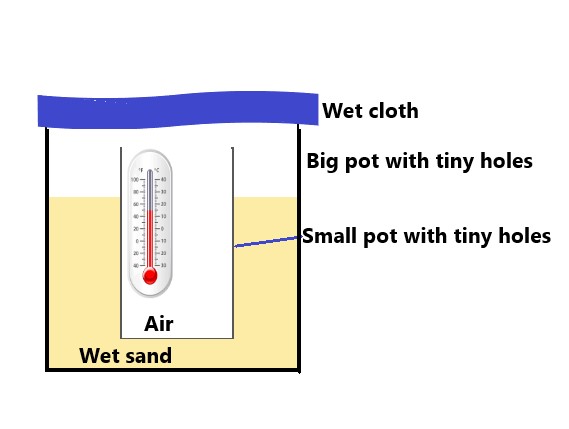 Wet cloth
Big pot with tiny holes
°F °C
Small pot with tiny holes
Air
Wet sand